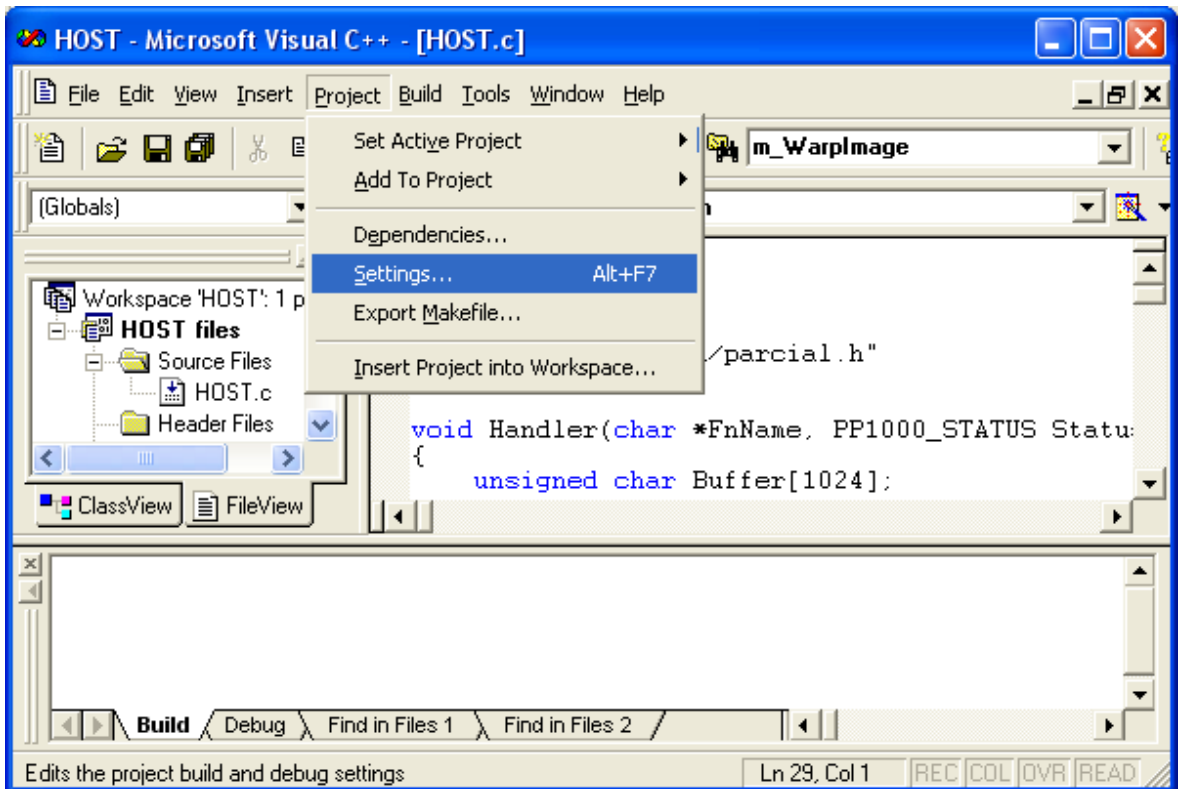 HOST - Microsoft Visual C++ - [HOST.c]
File Edit View Insert Project Build Tools Window Help
m_WarpImage
(Globals)
Set Active Project
Add To Project
Dependencies...
Settings... Alt+F7
Export Makefile...
Insert Project into Workspace...
Workspace 'HOST': 1 p
HOST files
Source Files
HOST.c
Header Files
ClassView FileView
/parcial.h"
void Handler(char *FnName, PP1000_STATUS Statu
{
unsigned char Buffer[1024];
Build Debug Find in Files 1 Find in Files 2
Edits the project build and debug settings Ln 29, Col 1 REC COL OVR READ